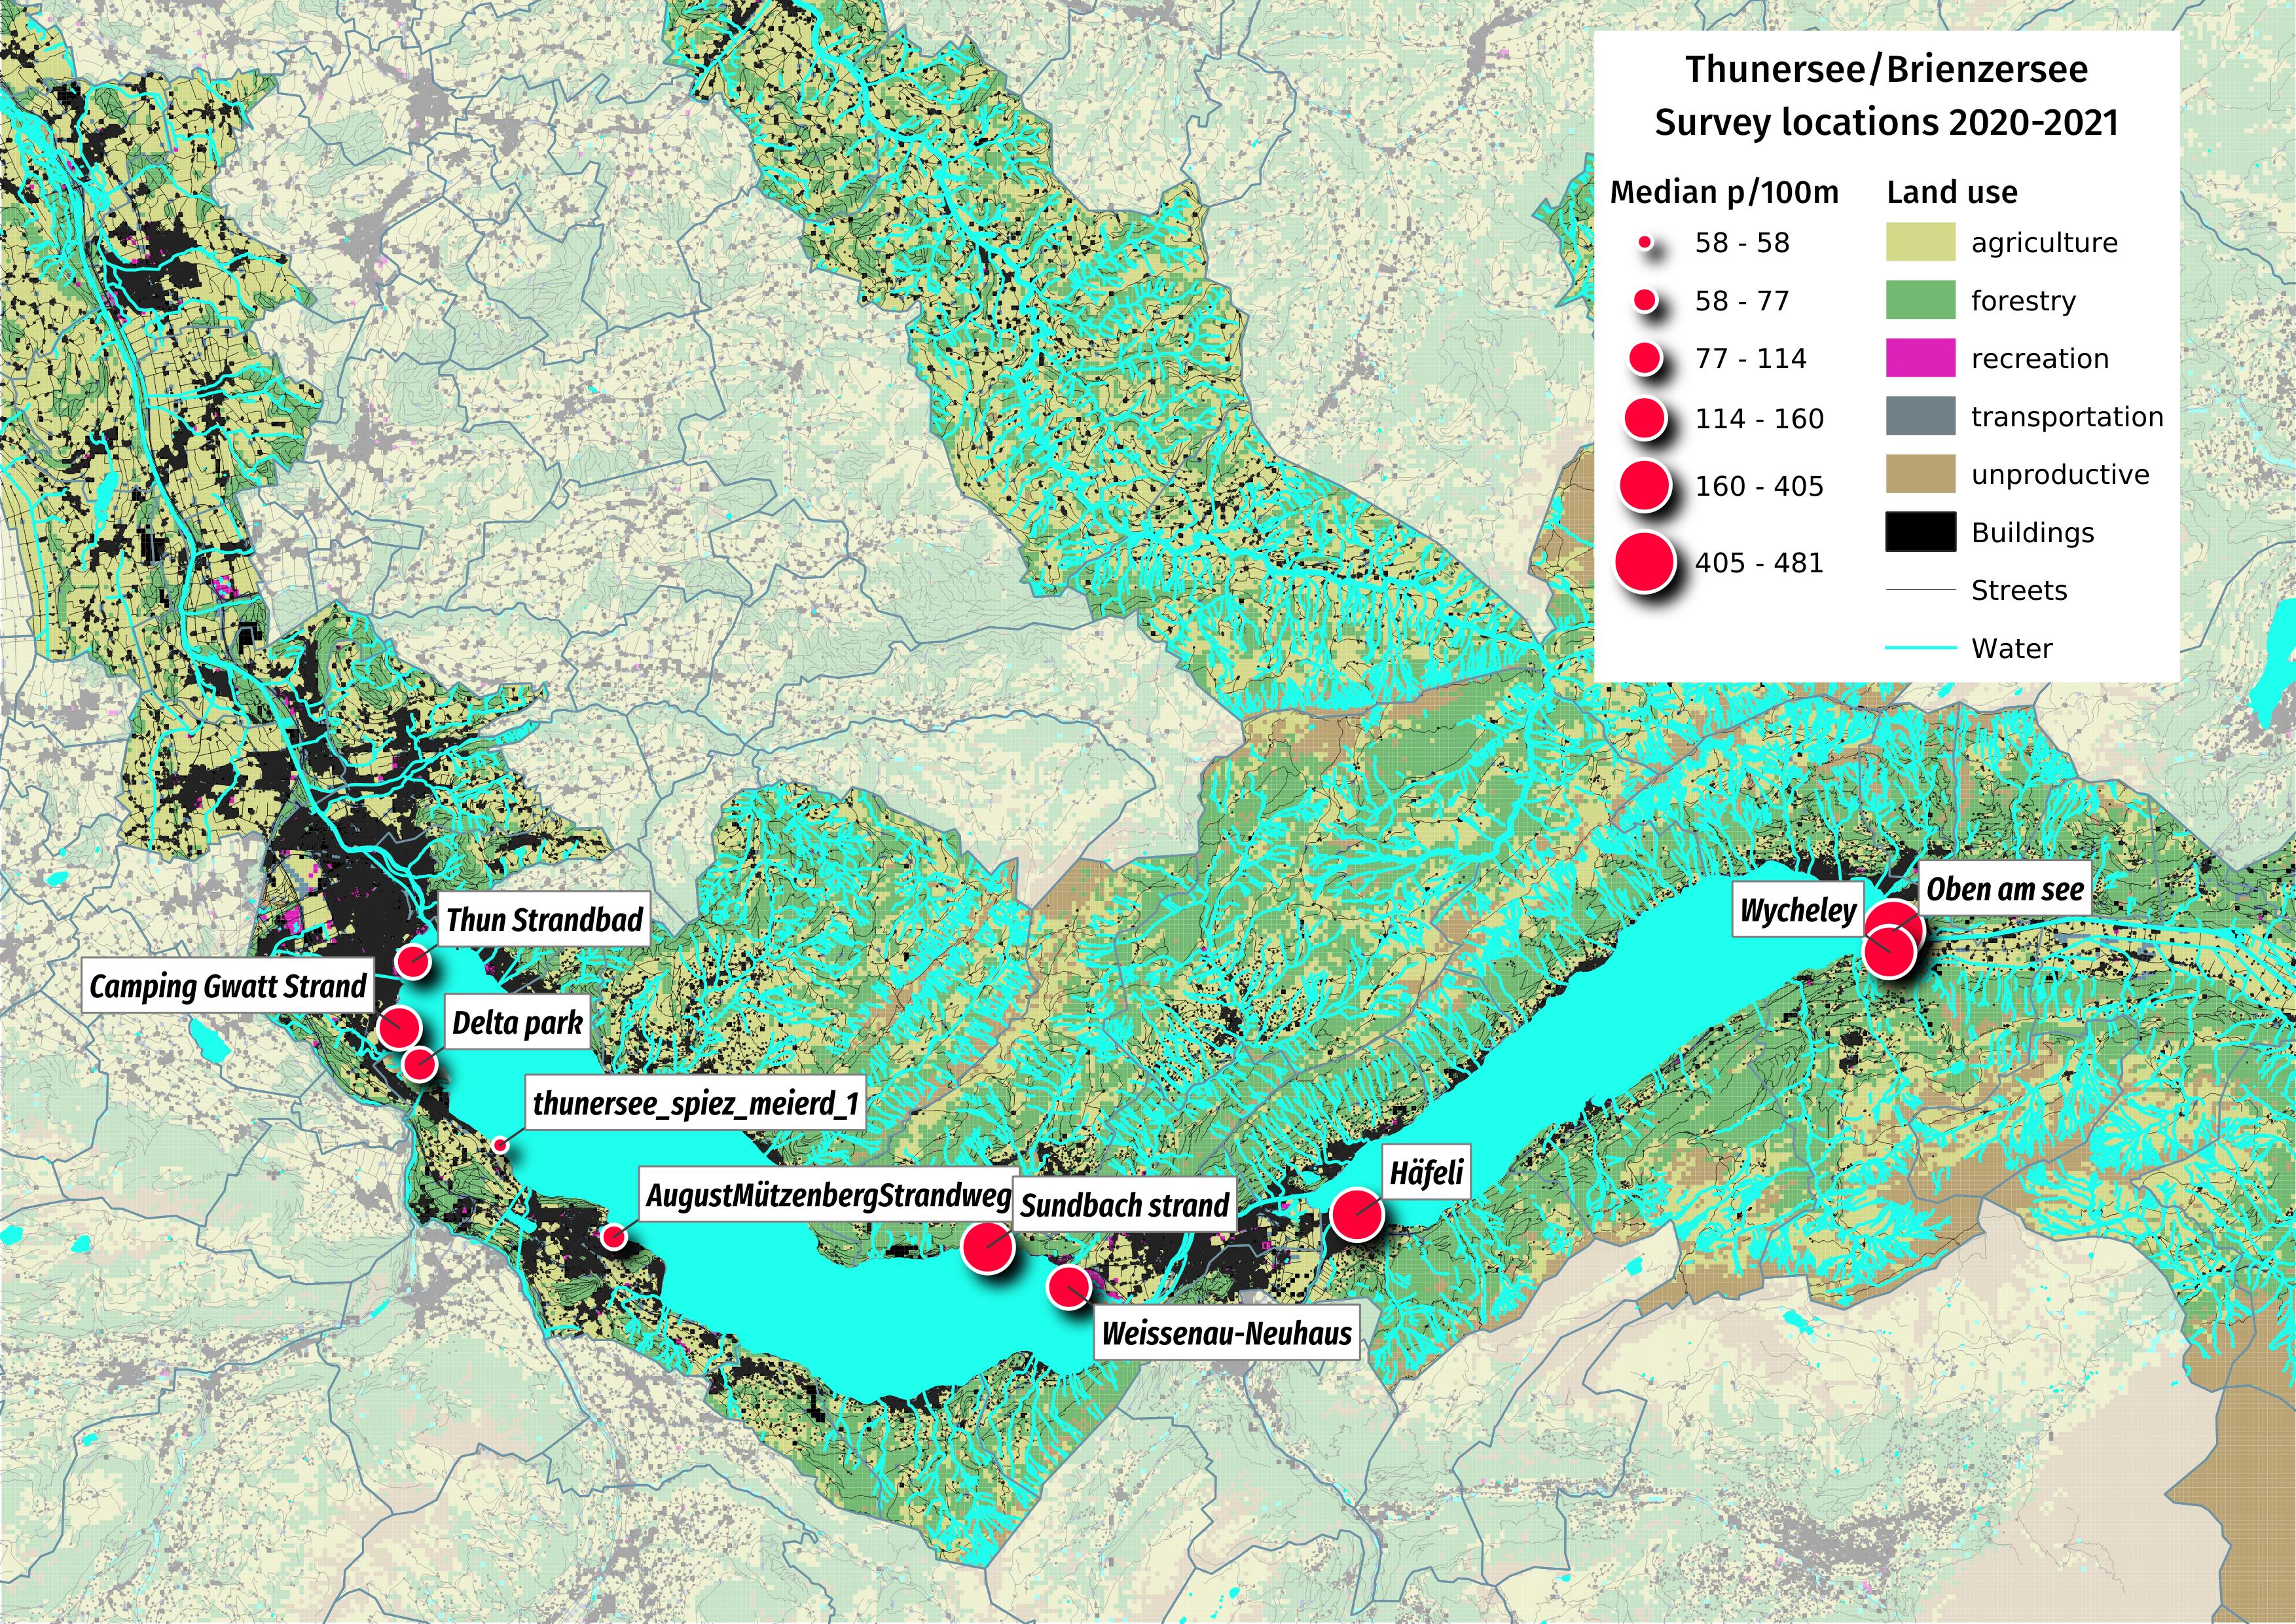 Thunersee/Brienzersee
Survey locations 2020-2021
Median p/100m
58 - 58
58 - 77
77 - 114
114 - 160
160 - 405
405 - 481
Land use
agriculture
forestry
recreation
transportation
unproductive
Buildings
Streets
Water
Oben am see
Wycheley
Thun Strandbad
Camping Gwatt Strand
Delta park
thunersee_spiez_meierd_1
AugustMützenbergStrandweg
Sundbach strand
Häfeli
Weissenau-Neuhaus